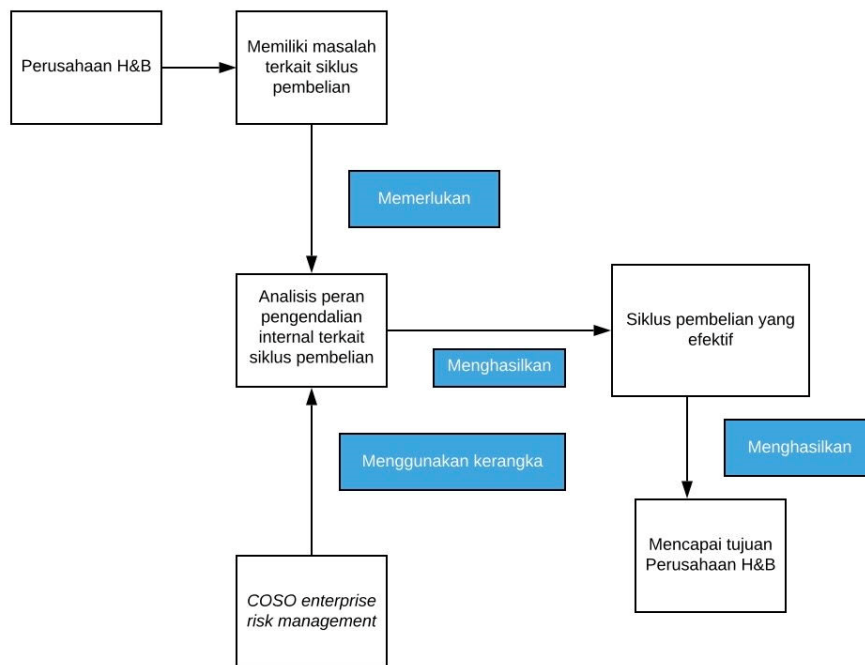 Perusahaan H&B
Memiliki masalah
terkait siklus
pembelian
Memerlukan
Analisis peran
pengendalian
internal terkait
siklus pembelian
Siklus pembelian yang
efektif
Menghasilkan
Menghasilkan
Menggunakan kerangka
Mencapai tujuan
Perusahaan H&B
COSO enterprise
risk management